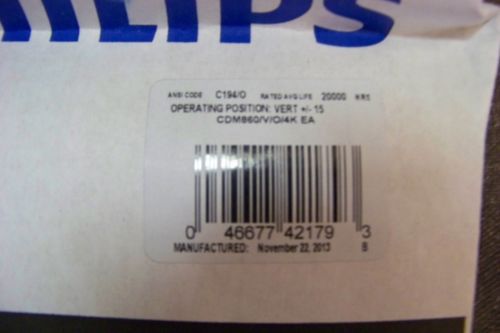 PHILIPS
ANSI CODE C194/O RATED AVG LIFE 20000 HRS
OPERATING POSITION: VERT +/- 15
CDM860/V/O/4K EA
0 46677 42179 3
MANUFACTURED: November 22, 2013 B